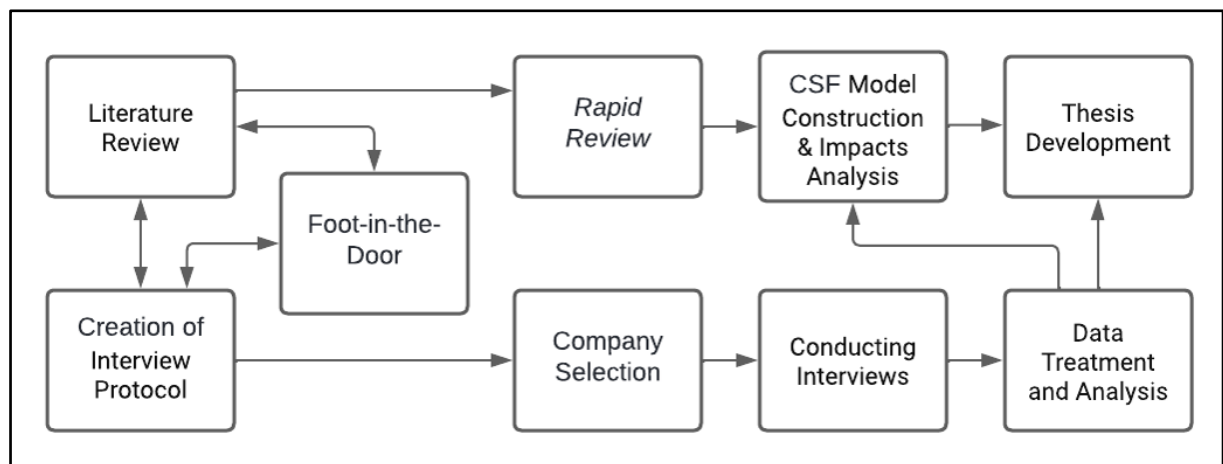 Literature
Review
Rapid
Review
CSF Model
Construction
& Impacts
Analysis
Thesis
Development
Foot-in-the-
Door
Creation of
Interview
Protocol
Company
Selection
Conducting
Interviews
Data
Treatment
and Analysis